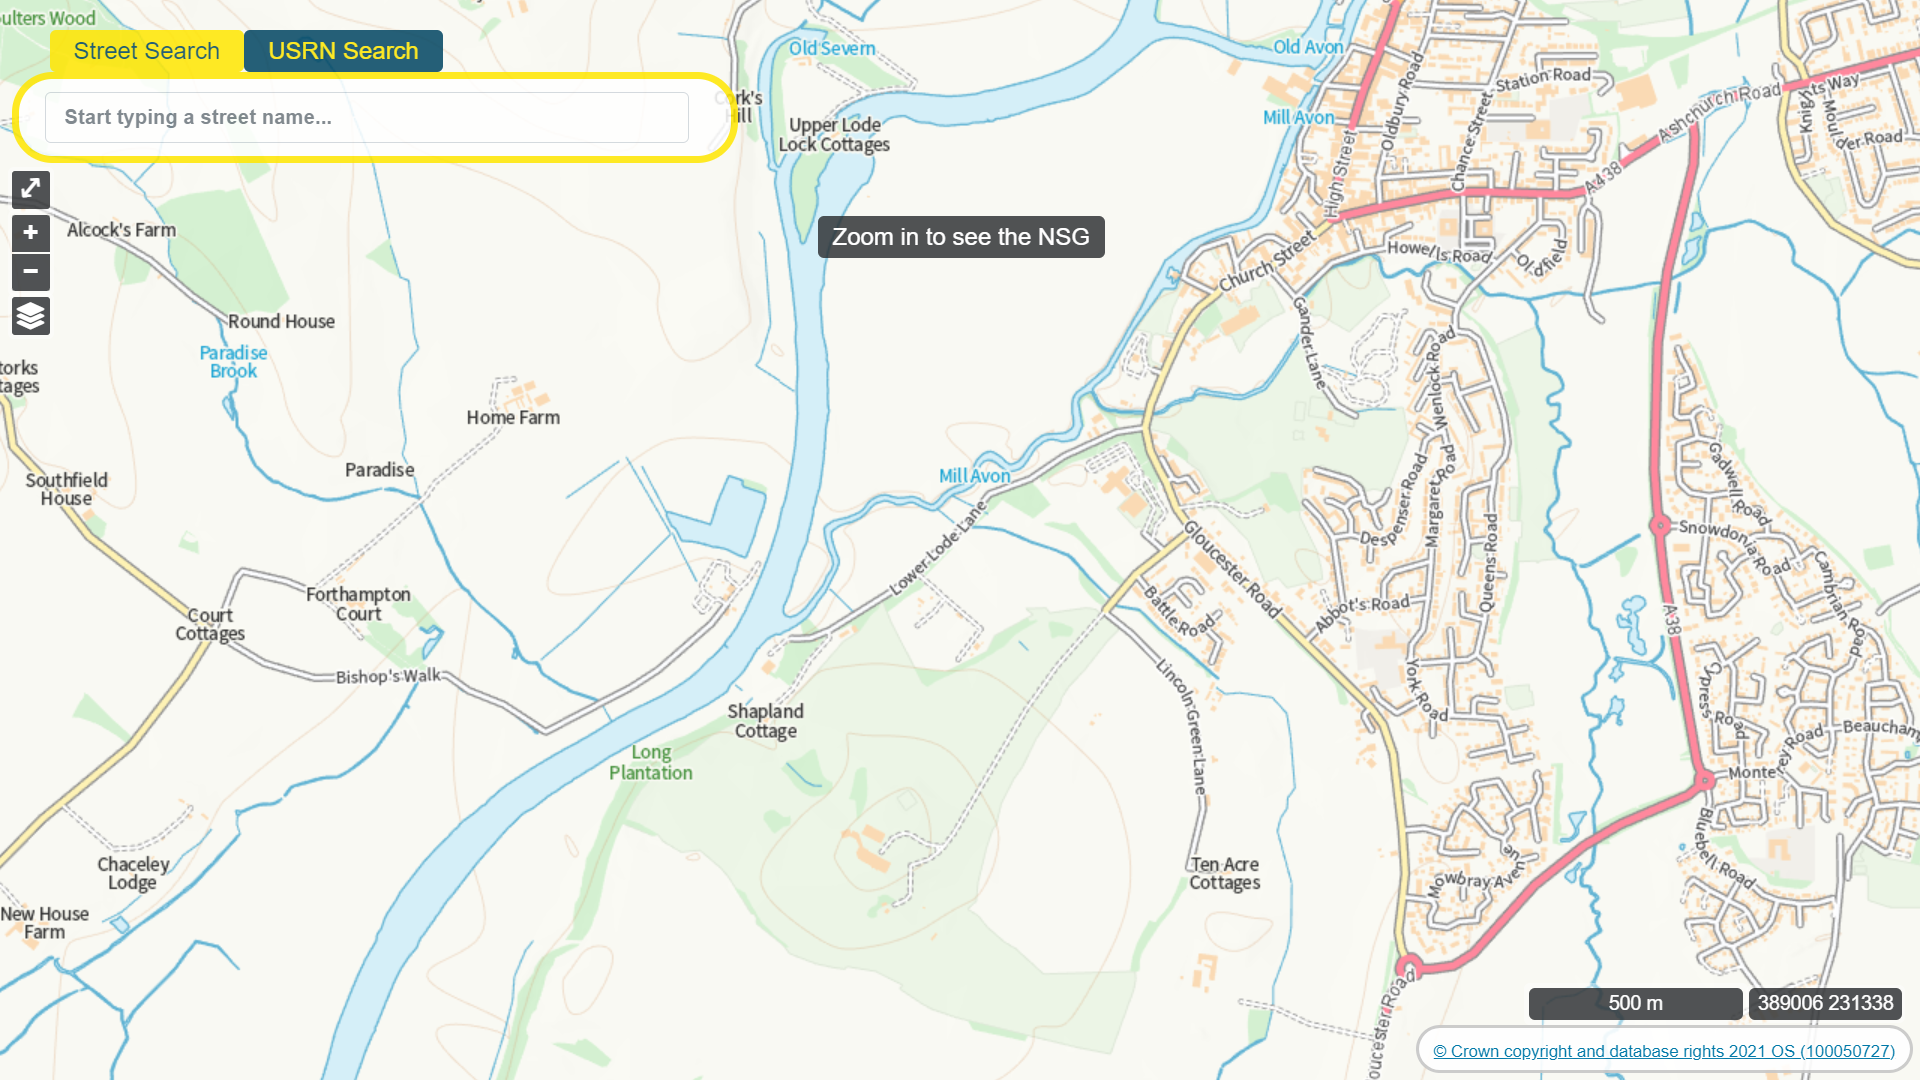 Street Search
USRN Search
Start typing a street name...
Zoom in to see the NSG
Old Severn
Old Avon
Mill Avon
Upper Lode
Lock Cottages
Alcock's Farm
Round House
Paradise
Brook
Home Farm
Paradise
Southfield
House
Mill Avon
Lower Lode Lane
Forthampton
Court
Court
Cottages
Bishop's Walk
Shapland
Cottage
Long
Plantation
Chaceley
Lodge
New House
Farm
Ten Acre
Cottages
Lincoln Green Lane
Battle Road
Gloucester Road
Abbot's Road
York Road
Despenser Road
Margaret Road
Wenlock Road
Queens Road
Gander Lane
Church Street
High Street
Oldbury Road
Chance Street
Station Road
Howells Road
Oldfield
A438
Ashchurch Road
A38
Gadwell Road
Snowdonia Road
Cambrian Road
Cypress Road
Monterey Road
Bluebell Road
Mowbray Avenue
500 m
389006 231338
© Crown copyright and database rights 2021 OS (100050727)